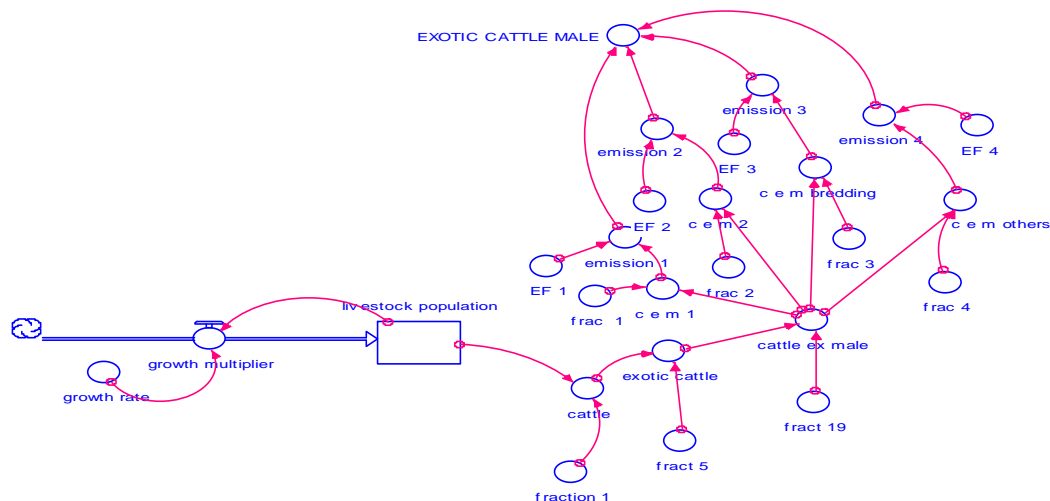 EXOTIC CATTLE MALE
emission 3
emission 4
emission 2
EF 3
EF 4
c e m bredding
EF 2
c e m 2
c e m others
emission 1
frac 3
EF 1
frac 2
frac 4
livestock population
frac 1
c e m 1
growth multiplier
cattle ex male
exotic cattle
growth rate
cattle
fract 19
fract 5
fraction 1